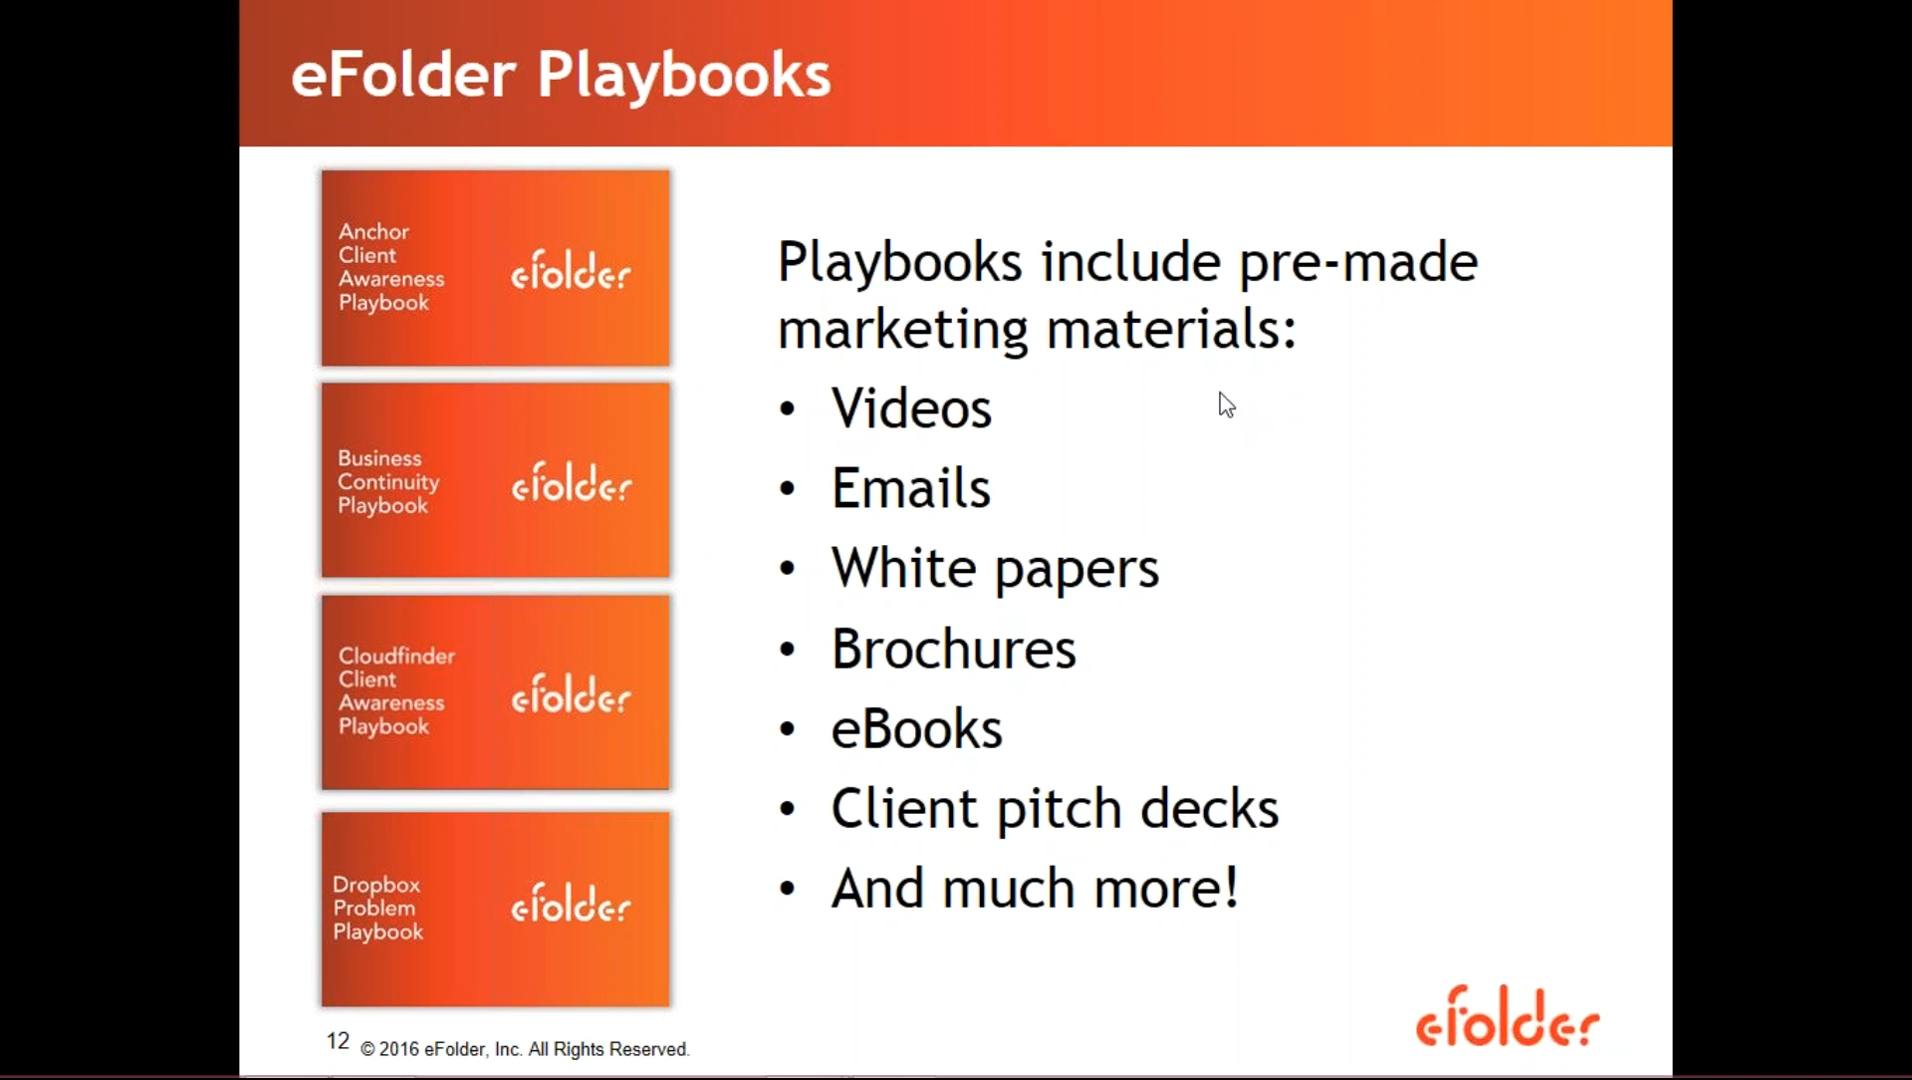 eFolder Playbooks
Anchor
Client
Awareness
Playbook
efolder
Business
Continuity
Playbook
efolder
Cloudfinder
Client
Awareness
Playbook
efolder
Dropbox
Problem
Playbook
efolder
Playbooks include pre-made
marketing materials:
• Videos
• Emails
• White papers
• Brochures
• eBooks
• Client pitch decks
• And much more!
12 © 2016 eFolder, Inc. All Rights Reserved.
efolder